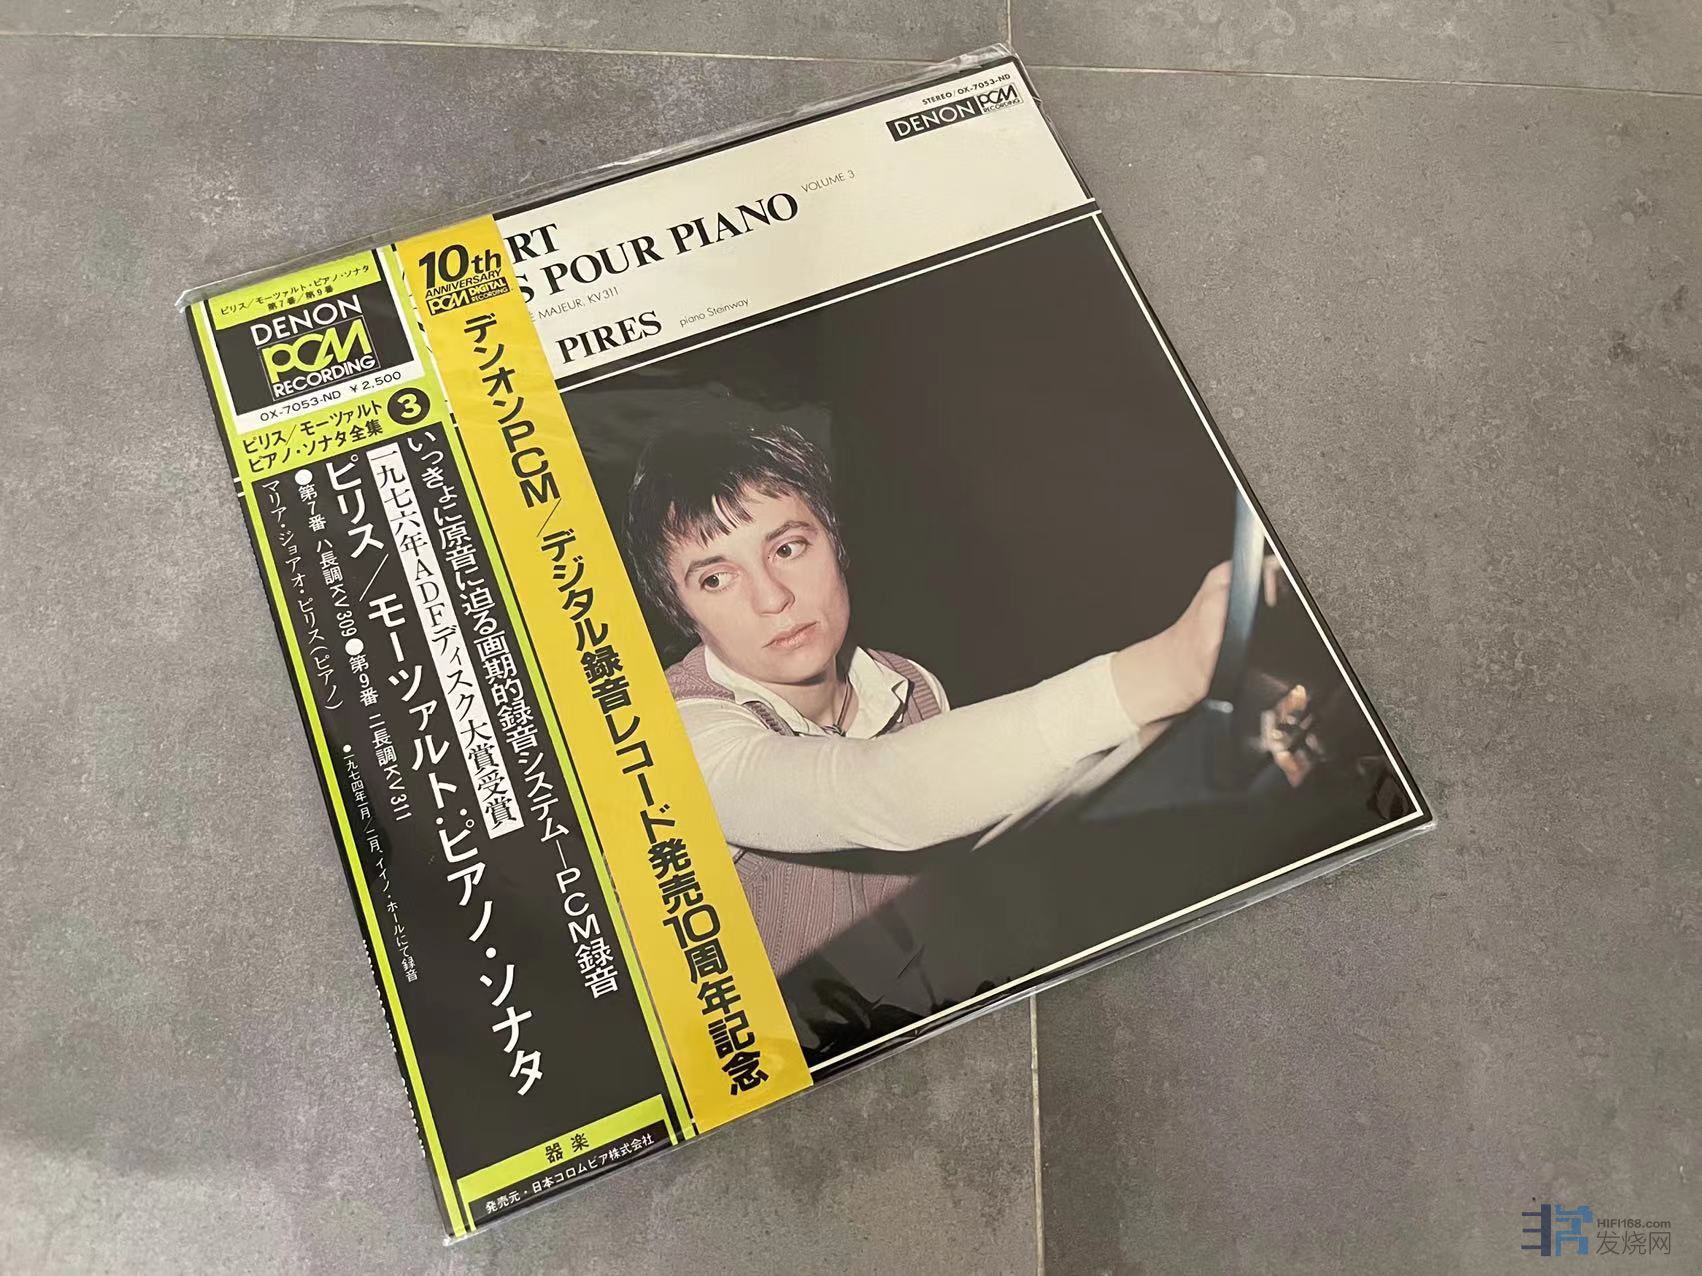 STEREO/OX-7053-ND
DENON PCM
RECORDING
VOLUME 3
RT
S POUR PIANO
E MAJEUR, KV311
PIRES piano Steinway
10th
ANNIVERSARY
PCM DIGITAL
RECORDING
デンオンPCM/デジタル録音レコード発売10周年記念
ピリス/モーツァルト・ピアノ・ソナタ
第7番/第9番
DENON
PCM
RECORDING
OX-7053-ND ¥2,500
ピリス/モーツァルト
ピアノ・ソナタ全集
3
いっきょに原音に迫る画期的録音システム—PCM録音
一九七六年ADFディスク大賞受賞
ピリス/モーツァルト:ピアノ・ソナタ
●第7番 ハ長調KV309●第9番 ニ長調KV311
マリア・ジョアオ・ピリス(ピアノ)
●一九七四年一月/二月、イイノ・ホールにて録音
器楽
発売元・日本コロムビア株式会社
HIFI168.com
发烧网